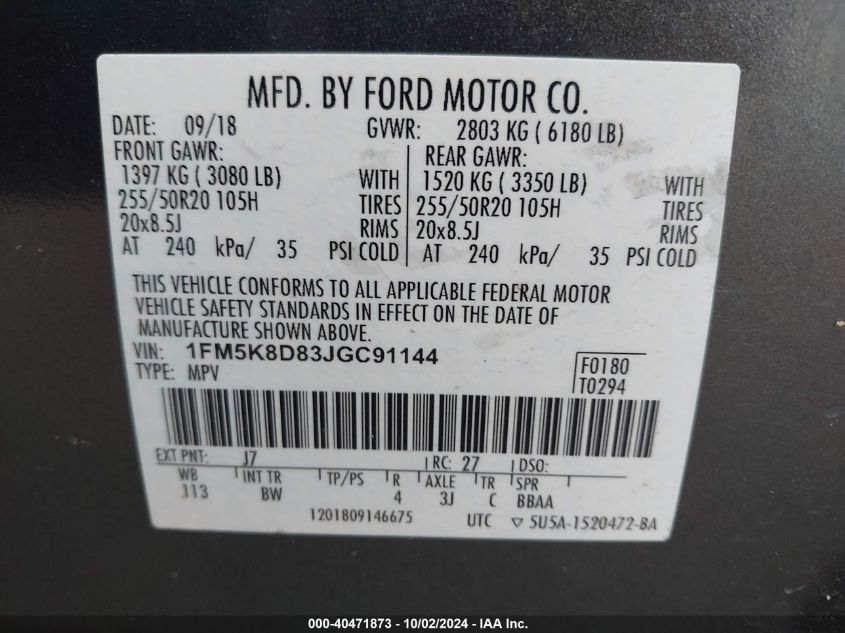 MFD. BY FORD MOTOR CO.
DATE: 09/18 GVWR: 2803 KG ( 6180 LB)
FRONT GAWR: REAR GAWR:
1397 KG ( 3080 LB) WITH 1520 KG ( 3350 LB) WITH
255/50R20 105H TIRES 255/50R20 105H TIRES
20x8.5J RIMS 20x8.5J RIMS
AT 240 kPa/ 35 PSI COLD AT 240 kPa/ 35 PSI COLD
THIS VEHICLE CONFORMS TO ALL APPLICABLE FEDERAL MOTOR
VEHICLE SAFETY STANDARDS IN EFFECT ON THE DATE OF
MANUFACTURE SHOWN ABOVE.
VIN: 1FM5K8D83JGC91144 F0180
TYPE: MPV T0294
EXT PNT: J7 RC: 27 DSO:
WB INT TR TP/PS R AXLE TR SPR
113 BW 4 3J C BBAA
1201809146675 UTC ▽ 5U5A-1520472-BA
000-40471873 - 10/02/2024 - IAA Inc.